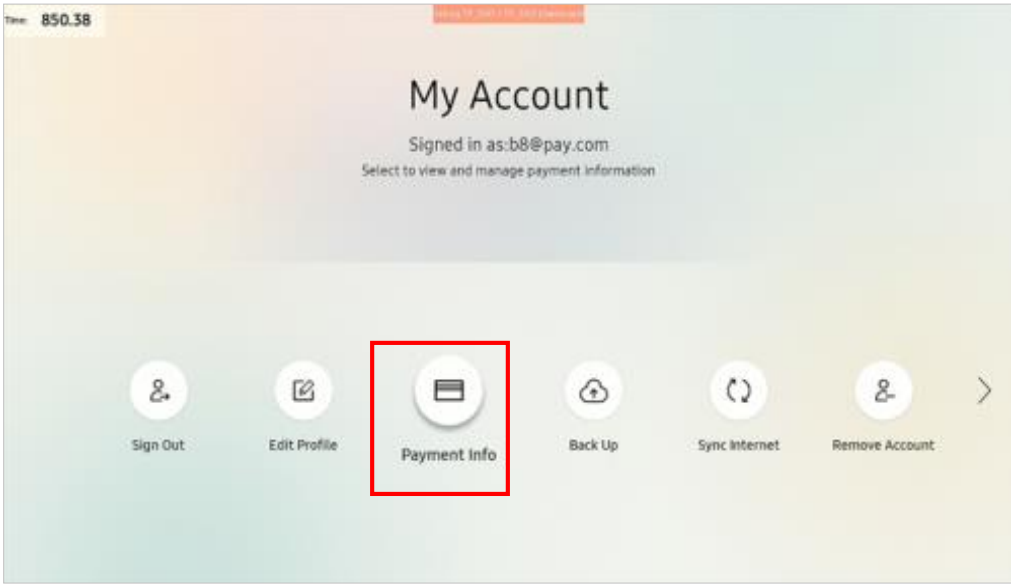 Time: 850.38
My Account
Signed in as:b8@pay.com
Select to view and manage payment information
Sign Out
Edit Profile
Payment Info
Back Up
Sync Internet
Remove Account